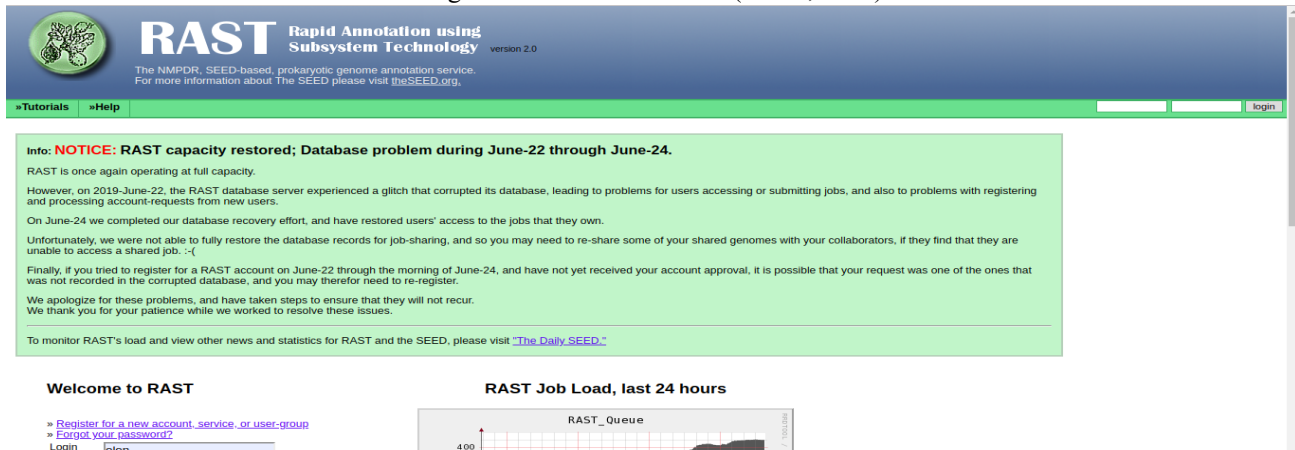 RAST Rapid Annotation using
Subsystem Technology version 2.0
The NMPDR, SEED-based, prokaryotic genome annotation service.
For more information about The SEED please visit theSEED.org.
»Tutorials »Help login
Info: NOTICE: RAST capacity restored; Database problem during June-22 through June-24.
RAST is once again operating at full capacity.
However, on 2019-June-22, the RAST database server experienced a glitch that corrupted its database, leading to problems for users accessing or submitting jobs, and also to problems with registering
and processing account-requests from new users.
On June-24 we completed our database recovery effort, and have restored users' access to the jobs that they own.
Unfortunately, we were not able to fully restore the database records for job-sharing, and so you may need to re-share some of your shared genomes with your collaborators, if they find that they are
unable to access a shared job. :-(
Finally, if you tried to register for a RAST account on June-22 through the morning of June-24, and have not yet received your account approval, it is possible that your request was one of the ones that
was not recorded in the corrupted database, and you may therefor need to re-register.
We apologize for these problems, and have taken steps to ensure that they will not recur.
We thank you for your patience while we worked to resolve these issues.
To monitor RAST's load and view other news and statistics for RAST and the SEED, please visit "The Daily SEED."
Welcome to RAST
» Register for a new account, service, or user-group
» Forgot your password?
Login
RAST Job Load, last 24 hours
RAST_Queue
400